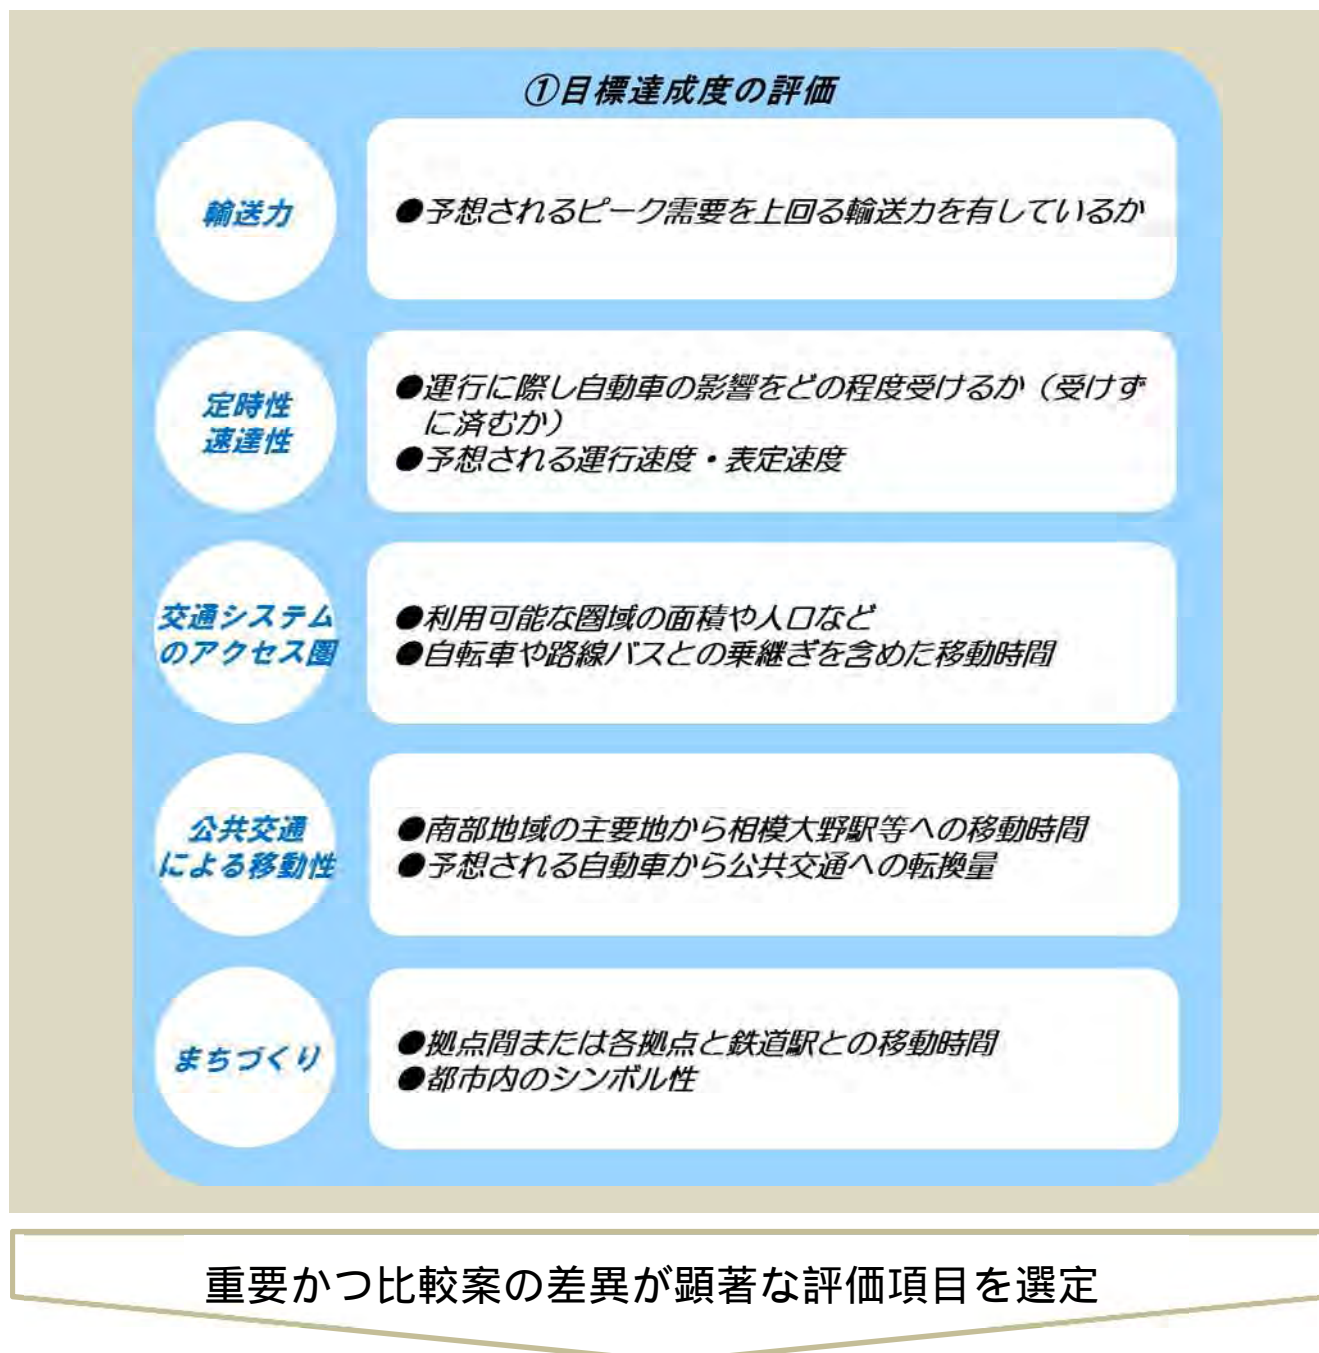 ①目標達成度の評価
輸送力
●予想されるピーク需要を上回る輸送力を有しているか
定時性
速達性
●運行に際し自動車の影響をどの程度受けるか（受けず
に済むか）
●予想される運行速度・表定速度
交通システム
のアクセス圏
●利用可能な圏域の面積や人口など
●自転車や路線バスとの乗継ぎを含めた移動時間
公共交通
による移動性
●南部地域の主要地から相模大野駅等への移動時間
●予想される自動車から公共交通への転換量
まちづくり
●拠点間または各拠点と鉄道駅との移動時間
●都市内のシンボル性
重要かつ比較案の差異が顕著な評価項目を選定